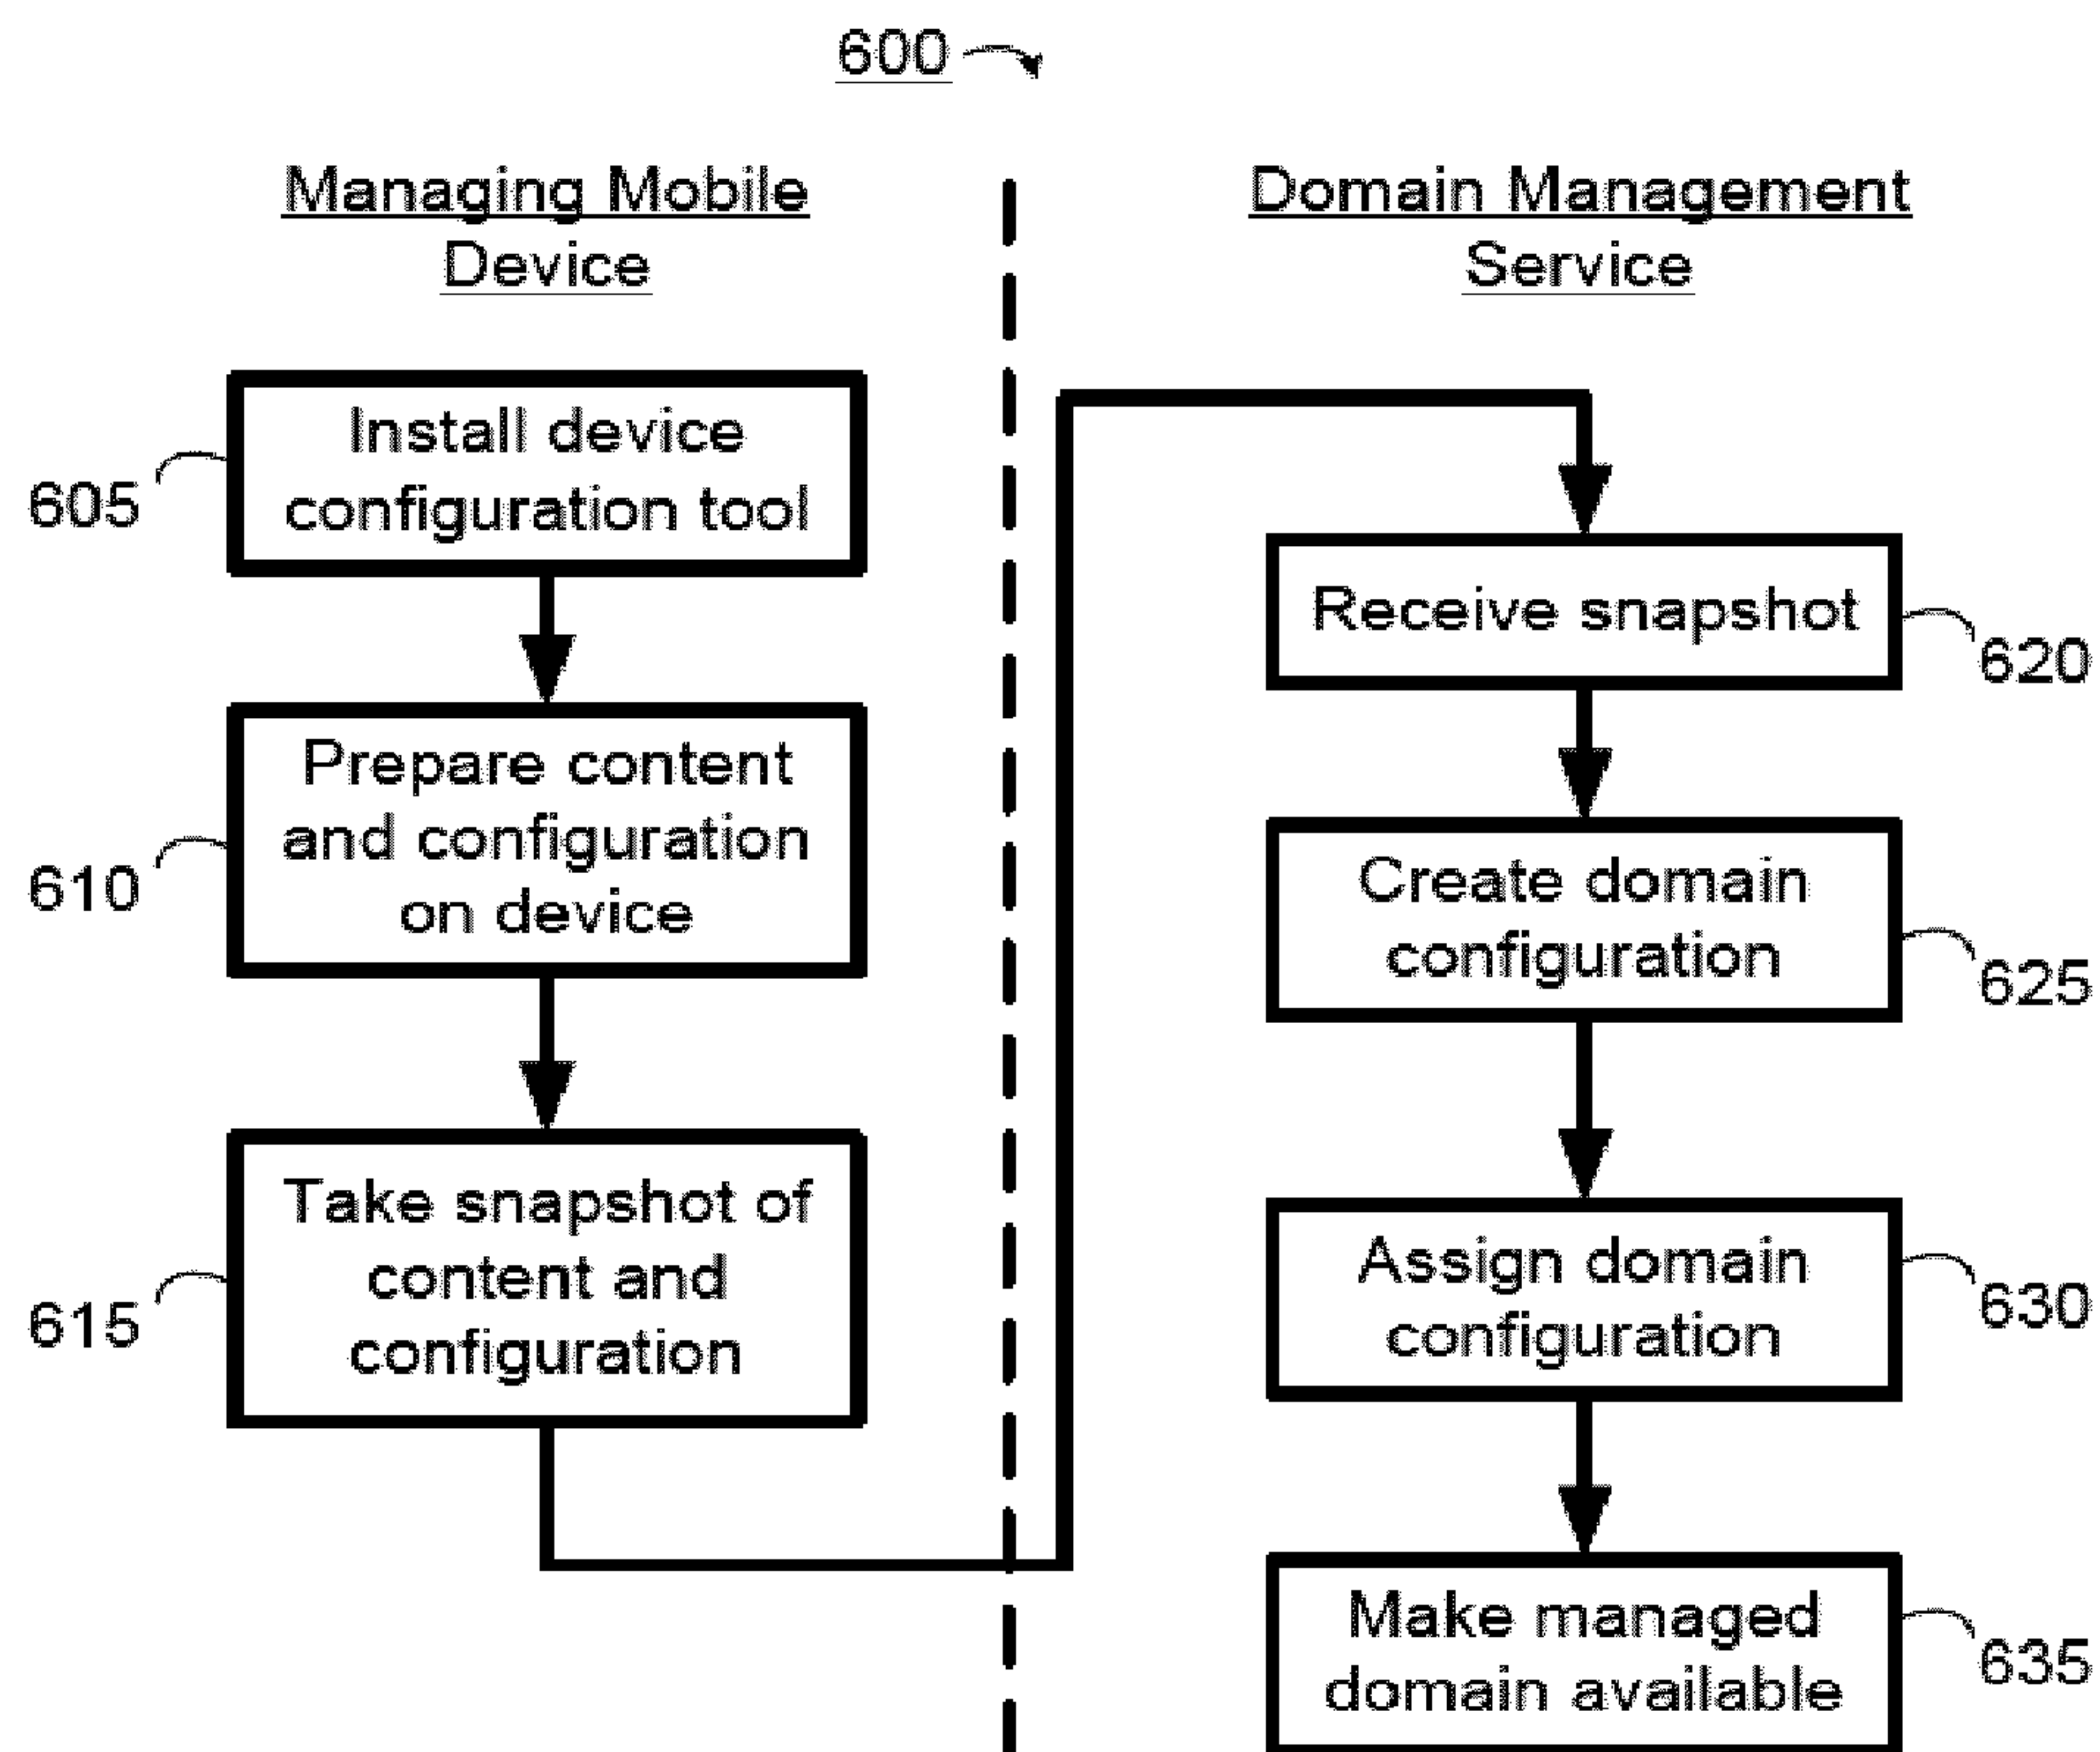 600
Managing Mobile
Device
605
Install device
configuration tool
610
Prepare content
and configuration
on device
615
Take snapshot of
content and
configuration
Domain Management
Service
Receive snapshot
620
Create domain
configuration
625
Assign domain
configuration
630
Make managed
domain available
635